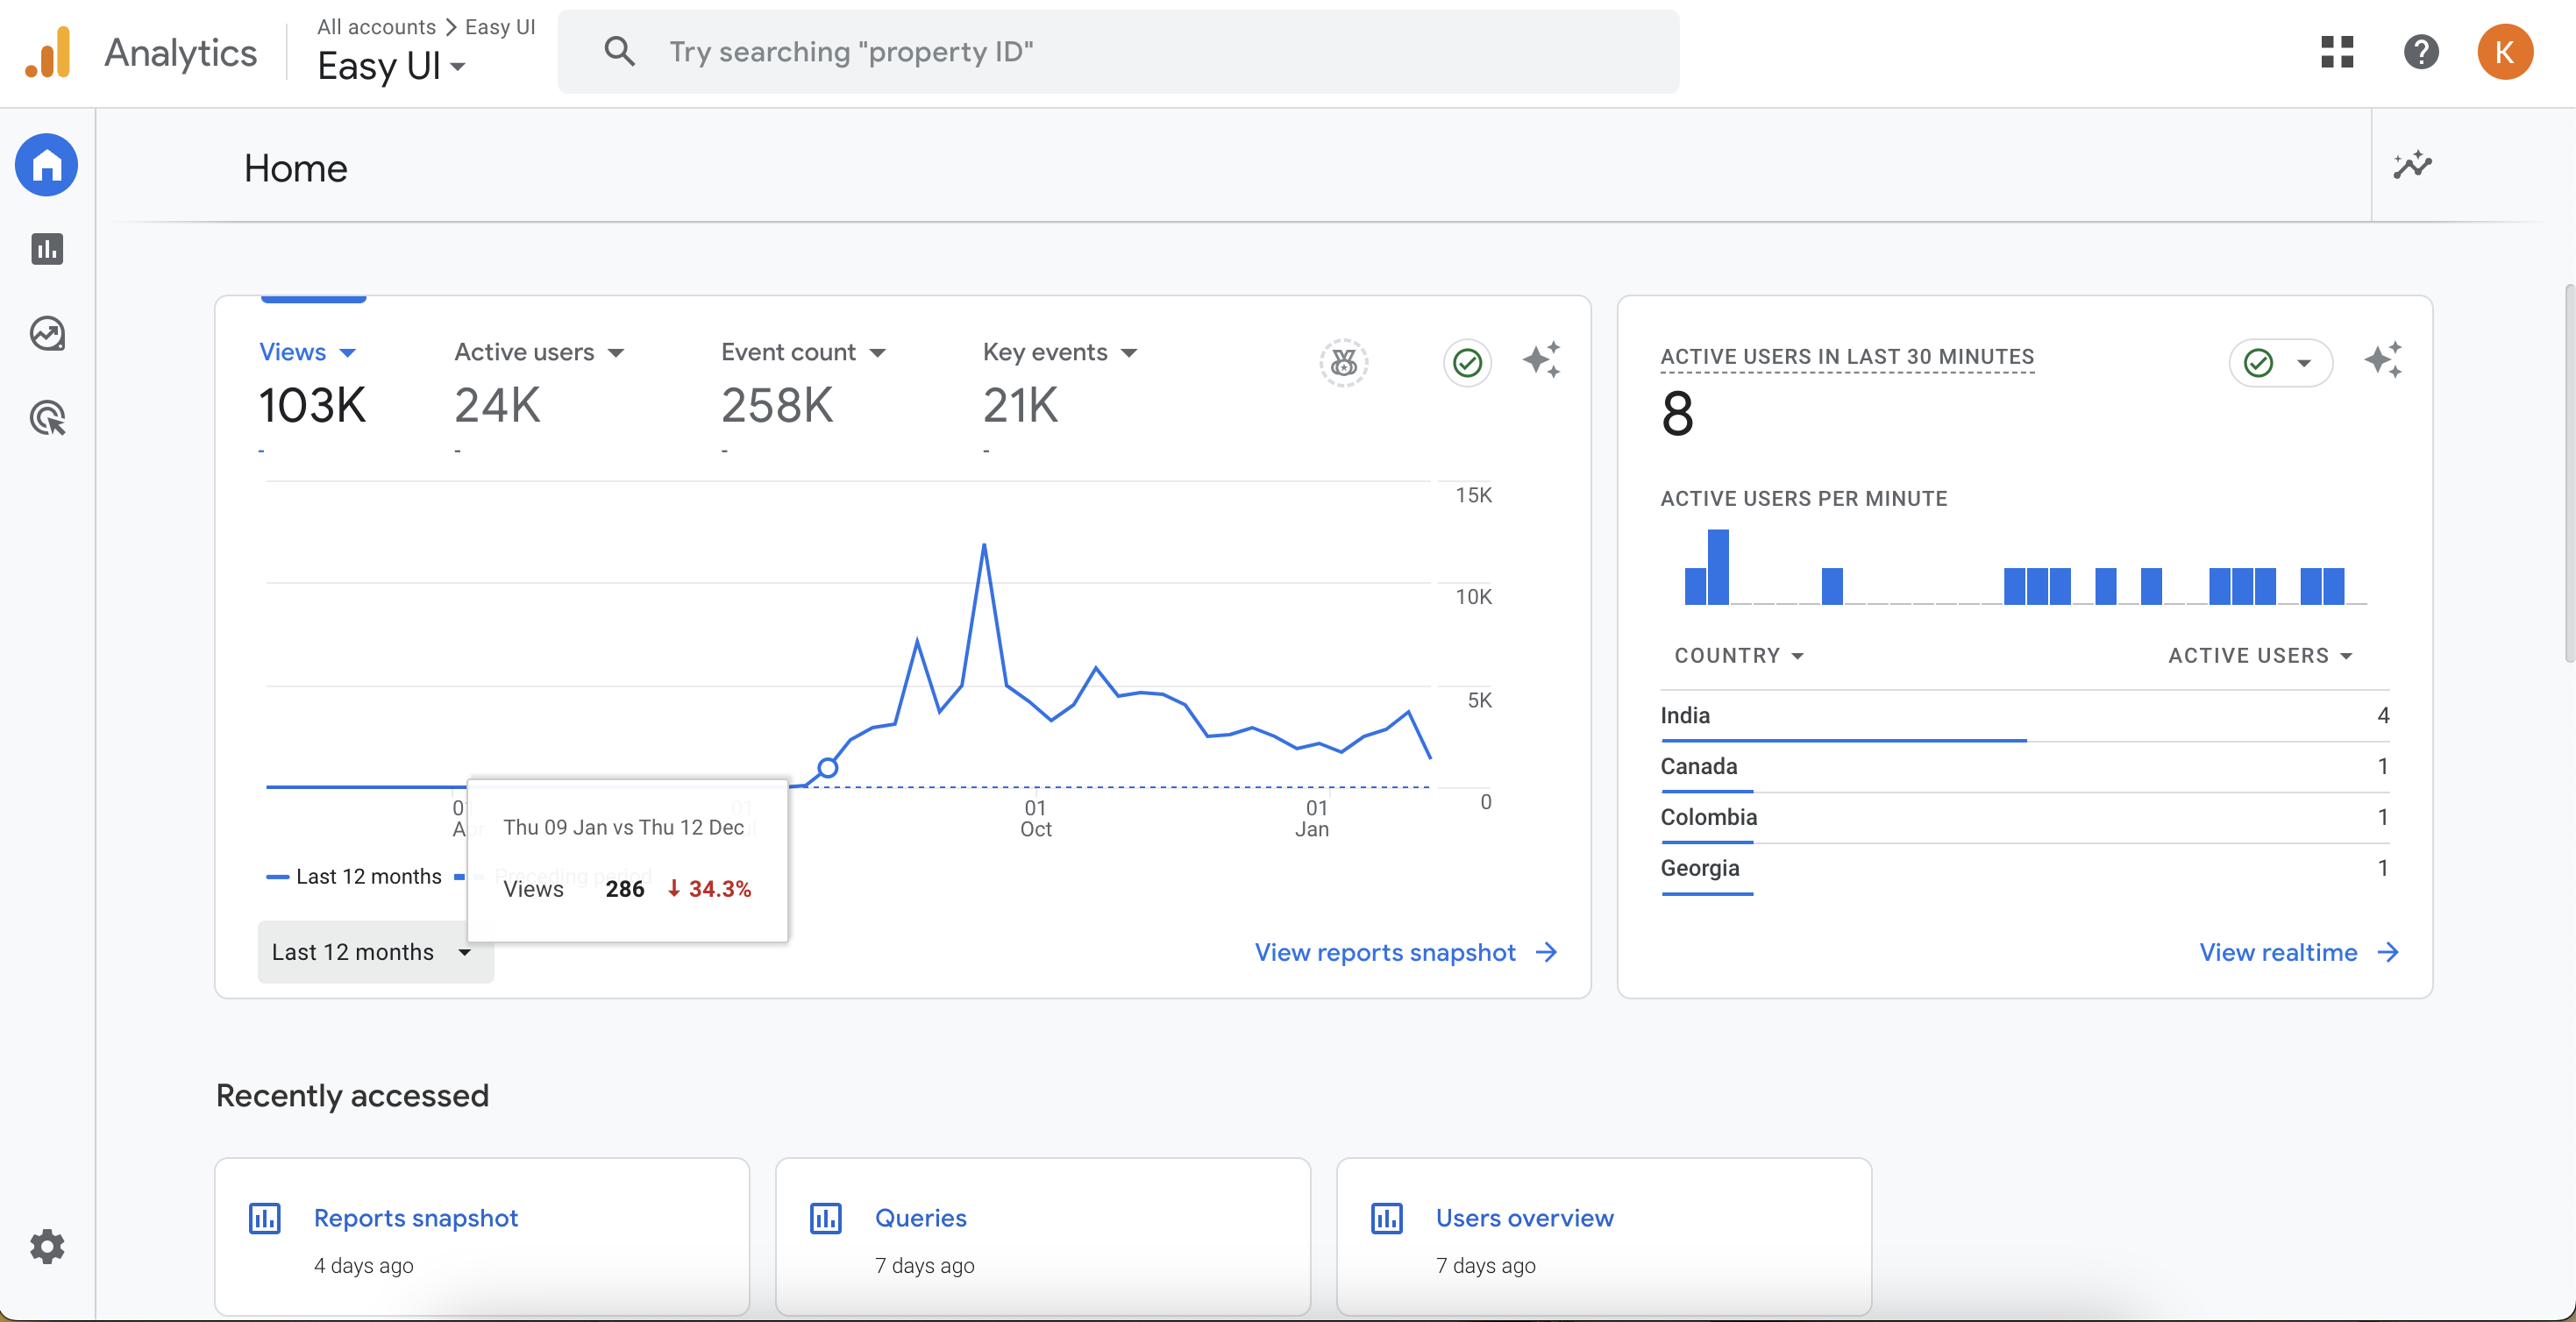 Analytics
All accounts > Easy UI
Easy UI
Try searching "property ID"
K
Home
Views
103K
-
Active users
24K
-
Event count
258K
-
Key events
21K
-
15K
10K
5K
0
01
Apr
01
01
Oct
01
Jan
Thu 09 Jan vs Thu 12 Dec
Views 286 ↓ 34.3%
Last 12 months
Preceding period
Last 12 months
View reports snapshot →
ACTIVE USERS IN LAST 30 MINUTES
8
ACTIVE USERS PER MINUTE
COUNTRY ACTIVE USERS
India 4
Canada 1
Colombia 1
Georgia 1
View realtime →
Recently accessed
Reports snapshot
4 days ago
Queries
7 days ago
Users overview
7 days ago